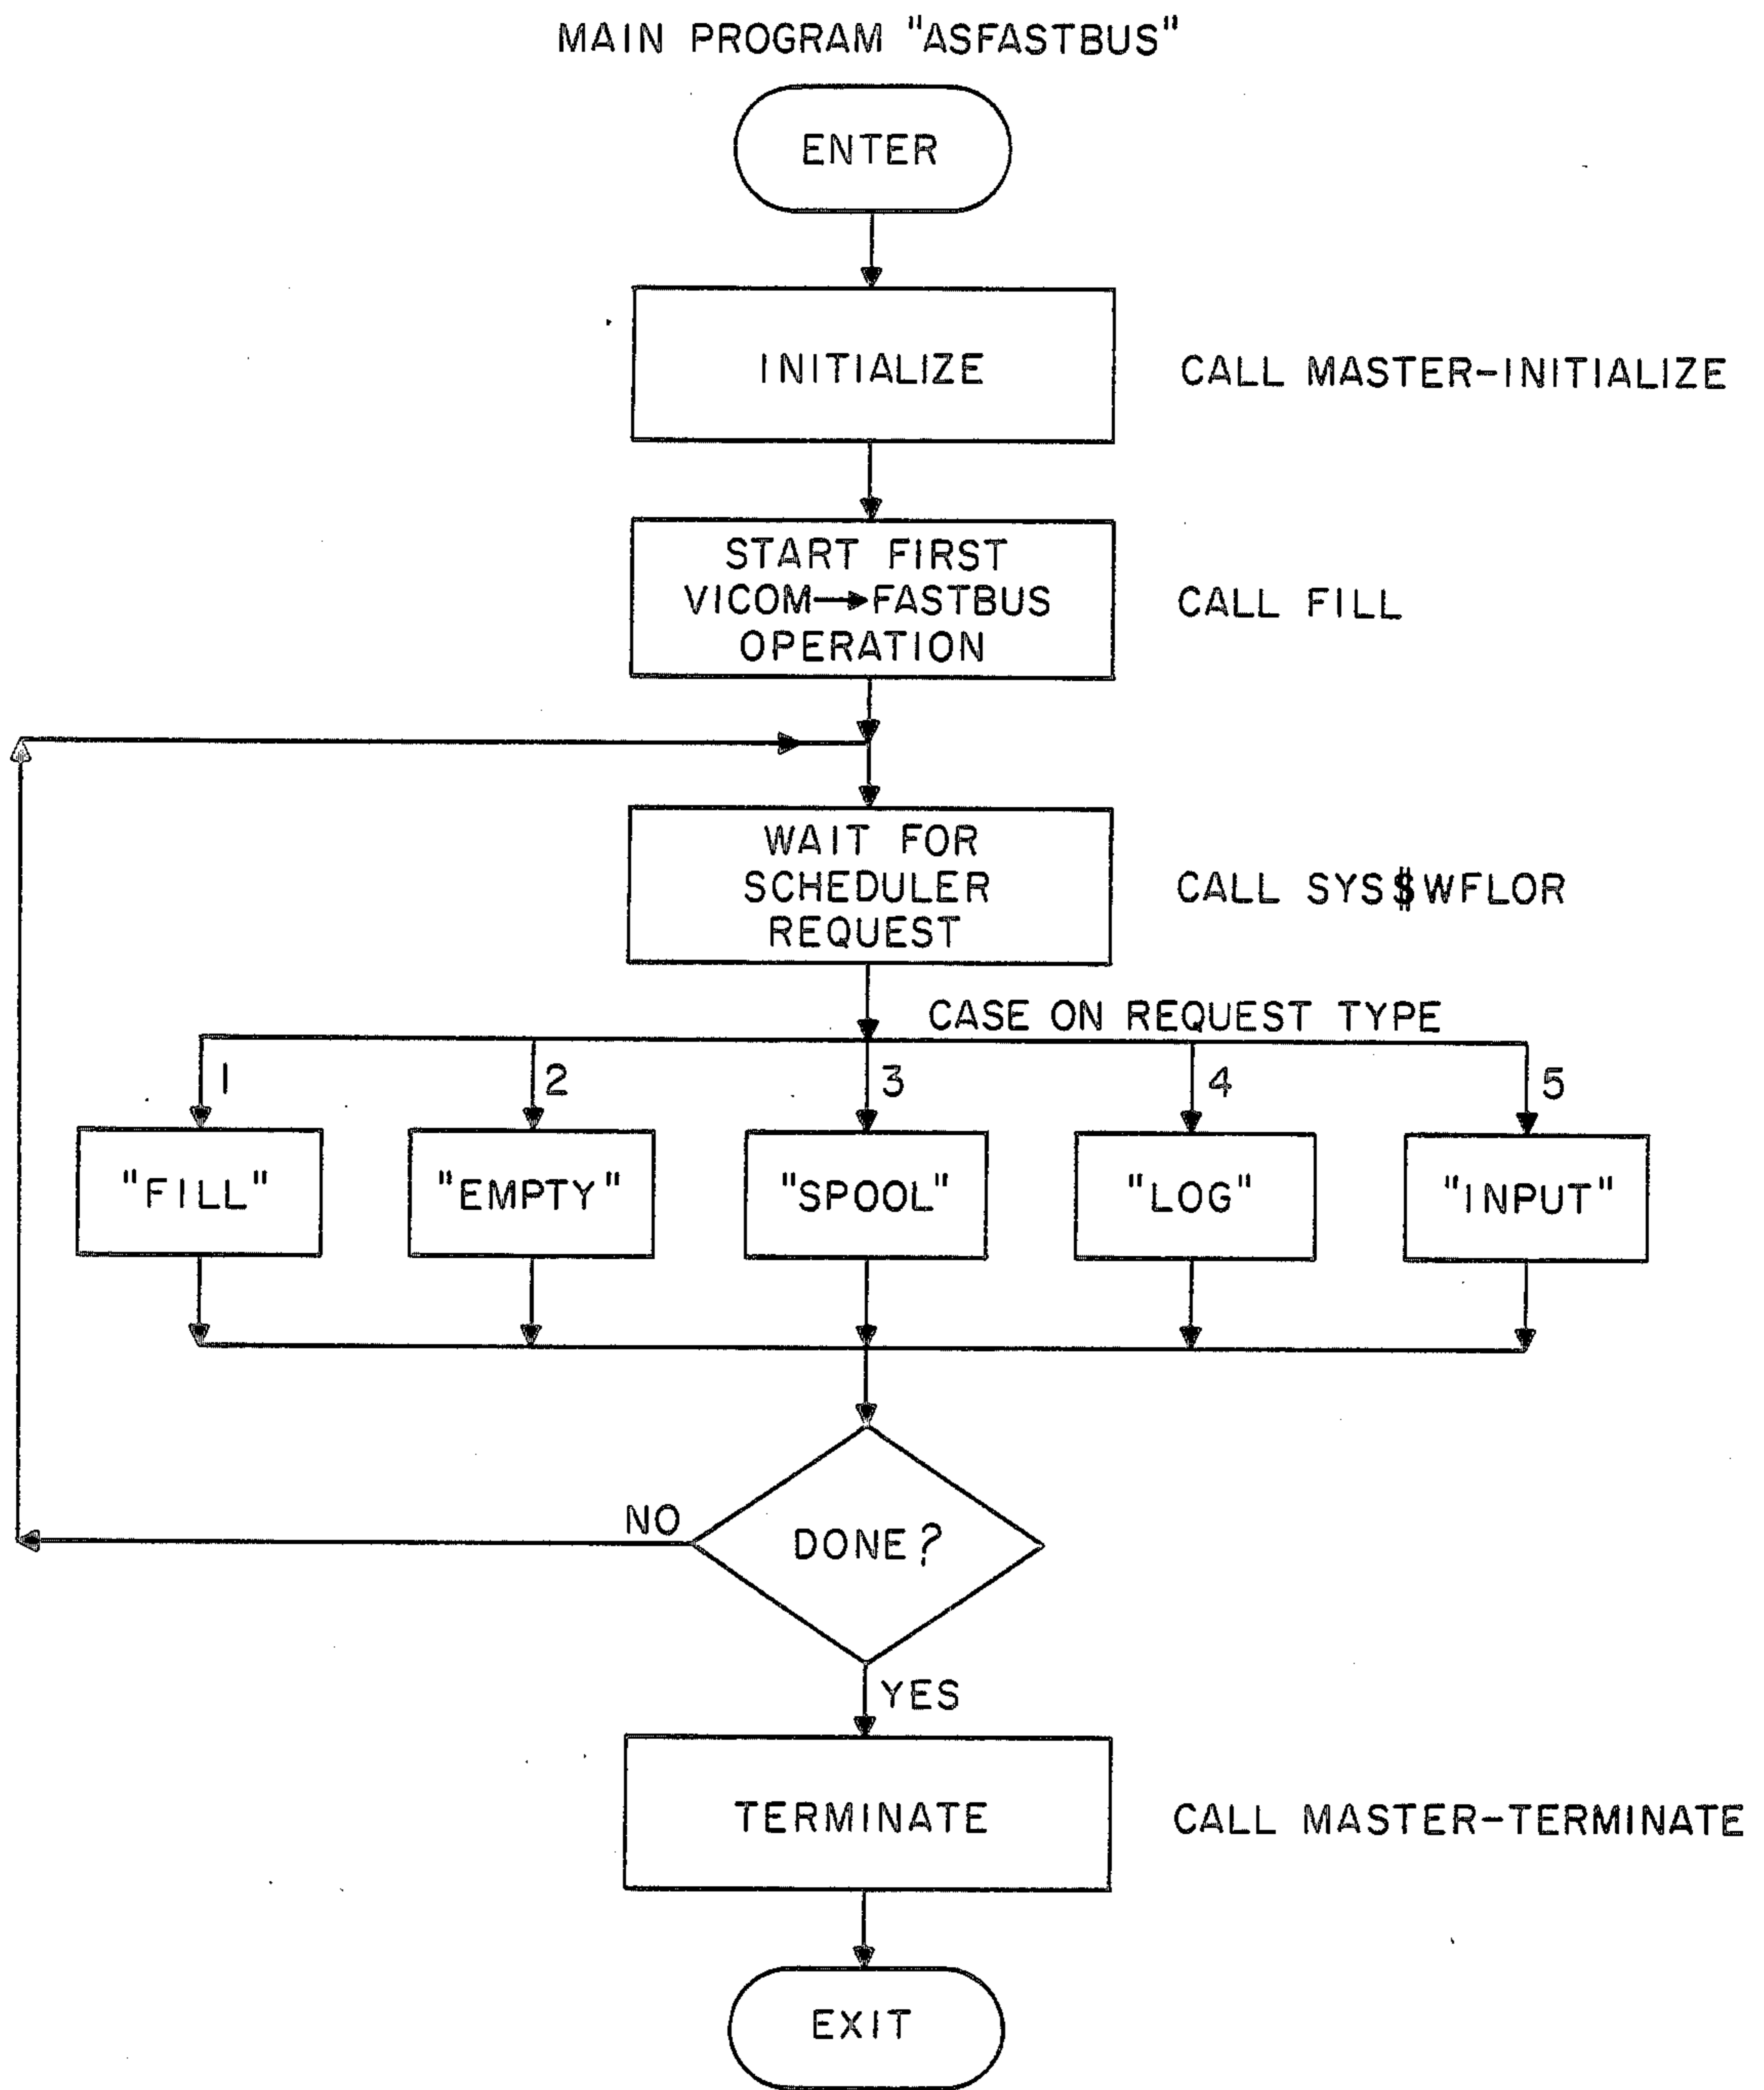 MAIN PROGRAM "ASFASTBUS"
ENTER
INITIALIZE
CALL MASTER-INITIALIZE
START FIRST
VICOM→FASTBUS
OPERATION
CALL FILL
WAIT FOR
SCHEDULER
REQUEST
CALL SYS$WFLOR
CASE ON REQUEST TYPE
1
2
3
4
5
"FILL"
"EMPTY"
"SPOOL"
"LOG"
"INPUT"
NO
DONE?
YES
TERMINATE
CALL MASTER-TERMINATE
EXIT